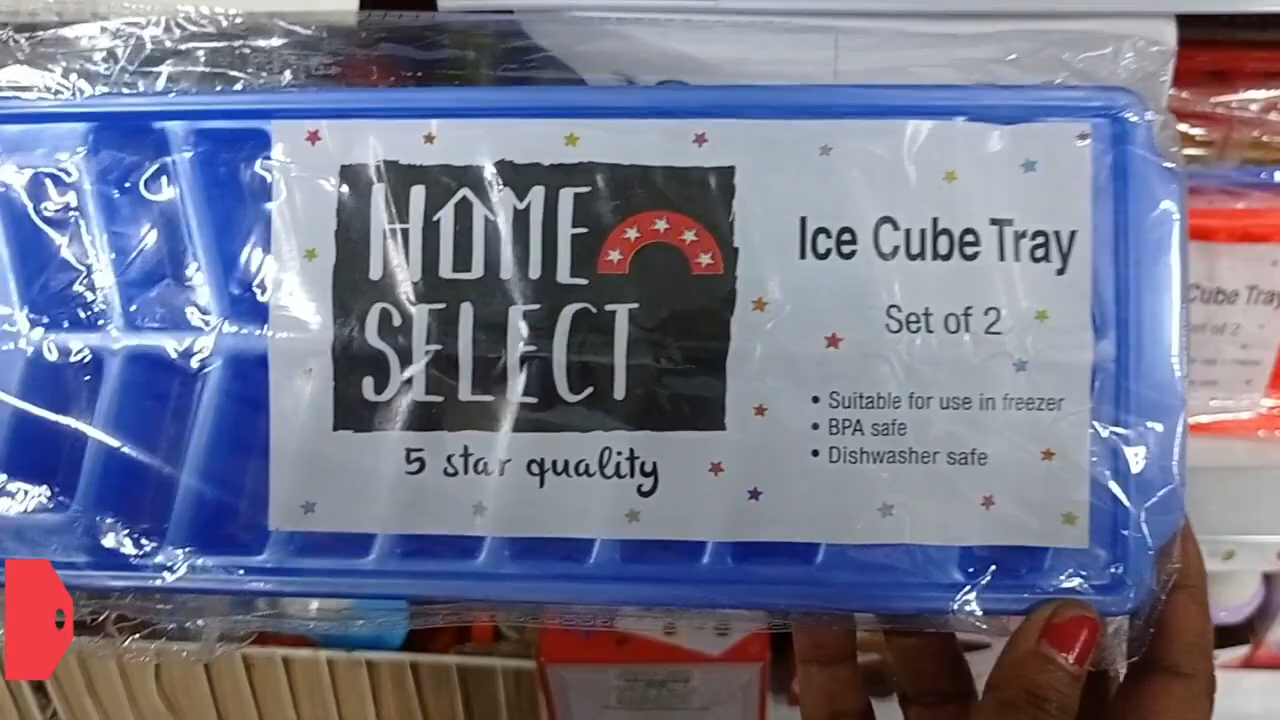 HOME
SELECT
5 star quality
Ice Cube Tray
Set of 2
• Suitable for use in freezer
• BPA safe
• Dishwasher safe
Cube Tray